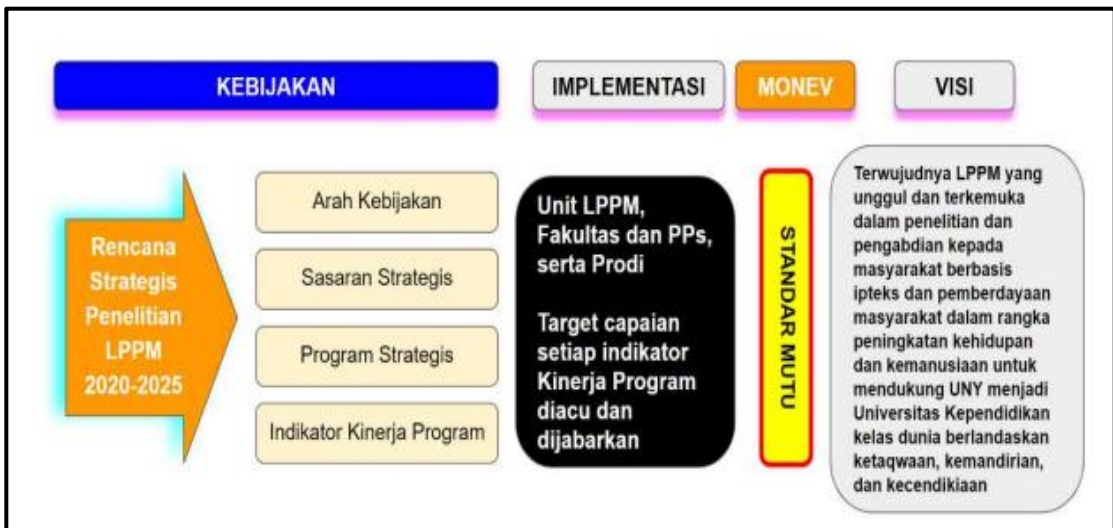 KEBIJAKAN
IMPLEMENTASI
MONEV
VISI
Rencana
Strategis
Penelitian
LPPM
2020-2025
Arah Kebijakan
Sasaran Strategis
Program Strategis
Indikator Kinerja Program
Unit LPPM,
Fakultas dan PPs,
serta Prodi
Target capaian
setiap indikator
Kinerja Program
diacu dan
dijabarkan
STANDAR MUTU
Terwujudnya LPPM yang
unggul dan terkemuka
dalam penelitian dan
pengabdian kepada
masyarakat berbasis
ipteks dan pemberdayaan
masyarakat dalam rangka
peningkatan kehidupan
dan kemanusiaan untuk
mendukung UNY menjadi
Universitas Kependidikan
kelas dunia berlandaskan
ketaqwaan, kemandirian,
dan kecendikiaan